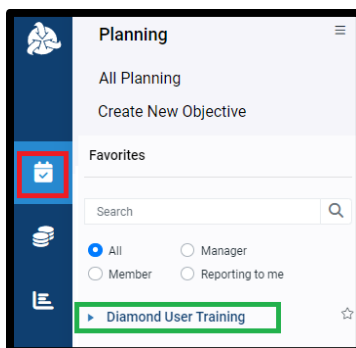 Planning
All Planning
Create New Objective
Favorites
Search
All Manager
Member Reporting to me
Diamond User Training